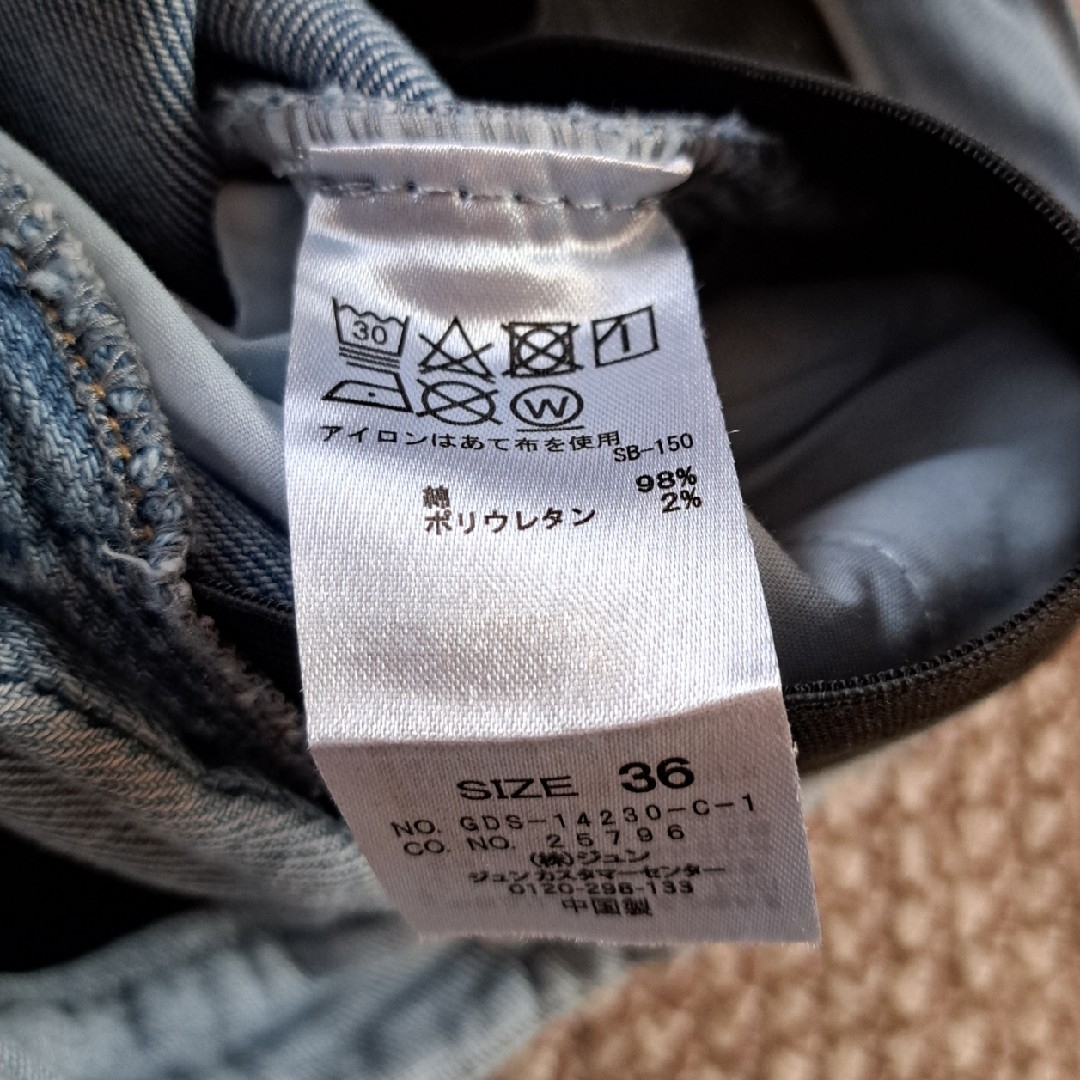 30
W
アイロンはあて布を使用
SB-150
綿 98%
ポリウレタン 2%
SIZE 36
NO. GDS-14230-C-1
CO. NO. 25796
(株)ジュン
ジュンカスタマーセンター
0120-298-133
中国製